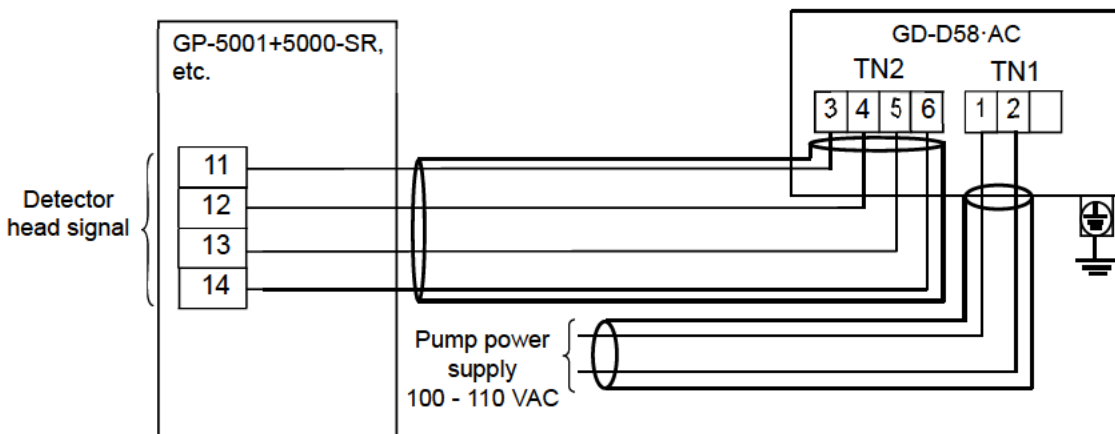 GP-5001+5000-SR,
etc.
11
12
13
14
Detector
head signal
GD-D58·AC
TN2
TN1
3 4 5 6
1 2
Pump power
supply
100 - 110 VAC